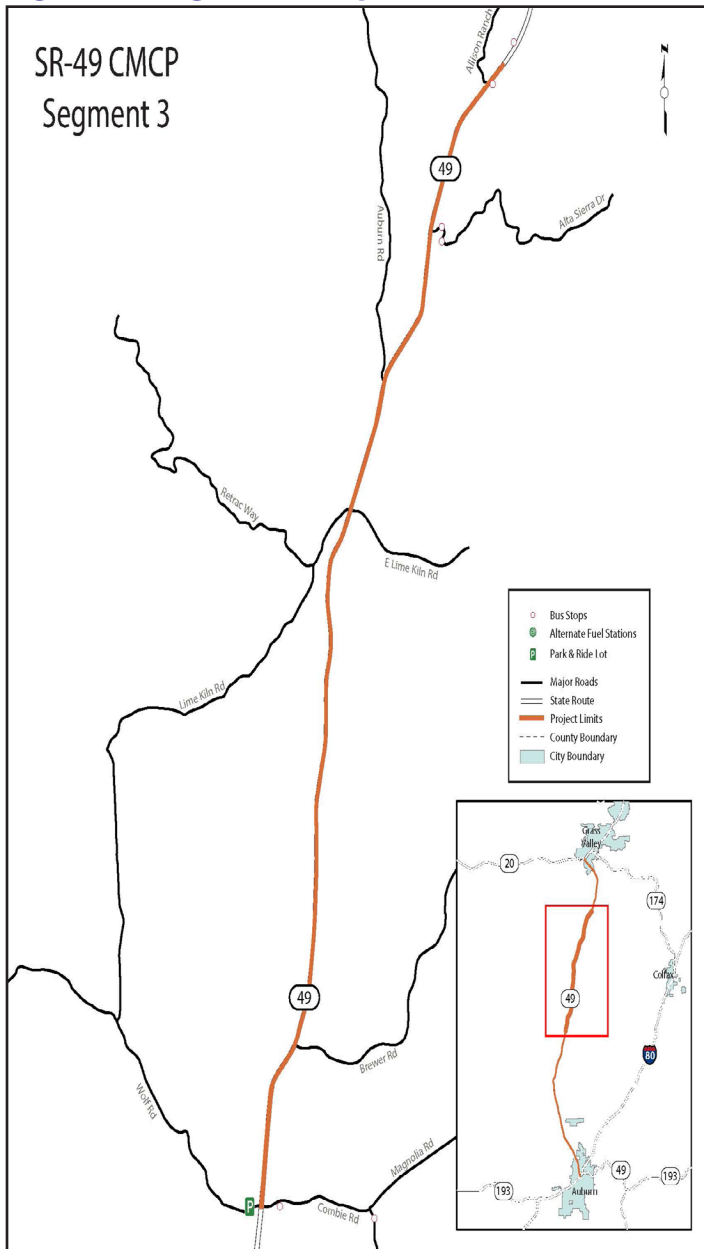 SR-49 CMCP
Segment 3
Allison Ranch
49
Auburn Rd
Alta Sierra Dr
Retrac Way
E Lime Kiln Rd
Lime Kiln Rd
Bus Stops
Alternate Fuel Stations
P
Park & Ride Lot
Major Roads
State Route
Project Limits
County Boundary
City Boundary
Grass
Valley
20
174
Colfax
49
80
49
193
193
Auburn
49
Brewer Rd
Wolf Rd
Magnolia Rd
P
Combie Rd